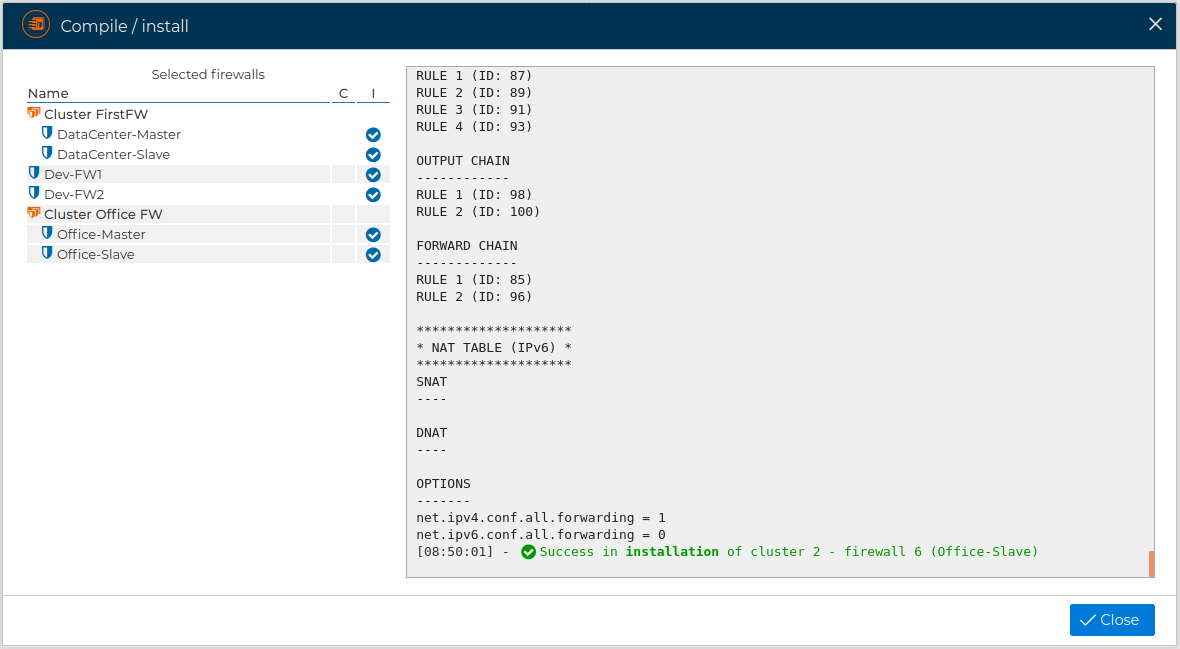 Compile / install
Selected firewalls
Name C I
Cluster FirstFW
DataCenter-Master
DataCenter-Slave
Dev-FW1
Dev-FW2
Cluster Office FW
Office-Master
Office-Slave
RULE 1 (ID: 87)
RULE 2 (ID: 89)
RULE 3 (ID: 91)
RULE 4 (ID: 93)
OUTPUT CHAIN
------------
RULE 1 (ID: 98)
RULE 2 (ID: 100)
FORWARD CHAIN
-------------
RULE 1 (ID: 85)
RULE 2 (ID: 96)
********************
* NAT TABLE (IPv6) *
********************
SNAT
----
DNAT
----
OPTIONS
-------
net.ipv4.conf.all.forwarding = 1
net.ipv6.conf.all.forwarding = 0
[08:50:01] - Success in installation of cluster 2 - firewall 6 (Office-Slave)
Close